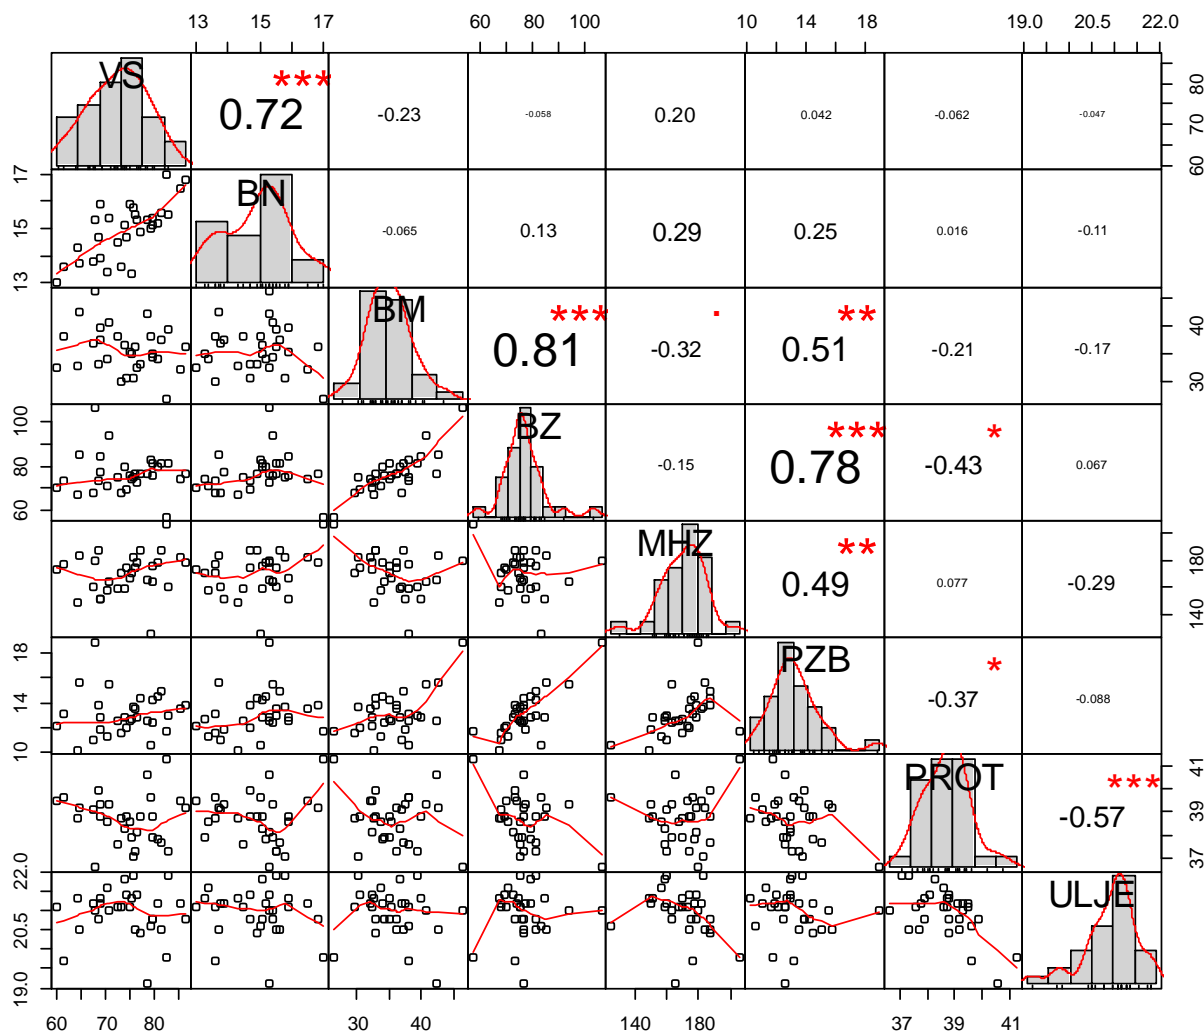 13 15 17 60 80 100 10 14 18 19.0 20.5 22.0
VS *** 0.72 -0.23 -0.058 0.20 0.042 -0.062 -0.047 60 70 80
13 15 17 BN -0.065 0.13 0.29 0.25 0.016 -0.11
BM *** 0.81 . -0.32 ** 0.51 -0.21 -0.17 30 40
60 80 100 BZ -0.15 *** 0.78 * -0.43 0.067
MHZ ** 0.49 0.077 -0.29 140 180
10 14 18 PZB * -0.37 -0.088
PROT *** -0.57 37 39 41
19.0 20.5 22.0 ULJE
60 70 80 30 40 140 180 37 39 41